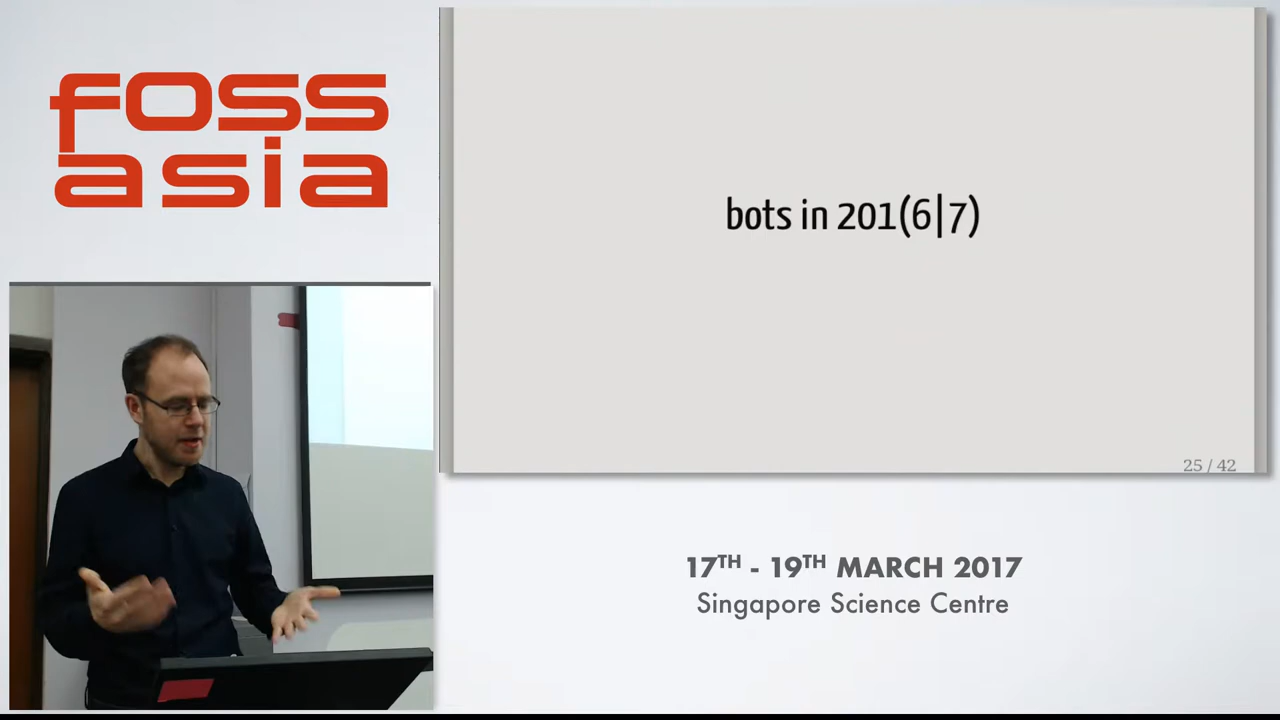 foss
asia
bots in 201(6|7)
25 / 42
17TH - 19TH MARCH 2017
Singapore Science Centre